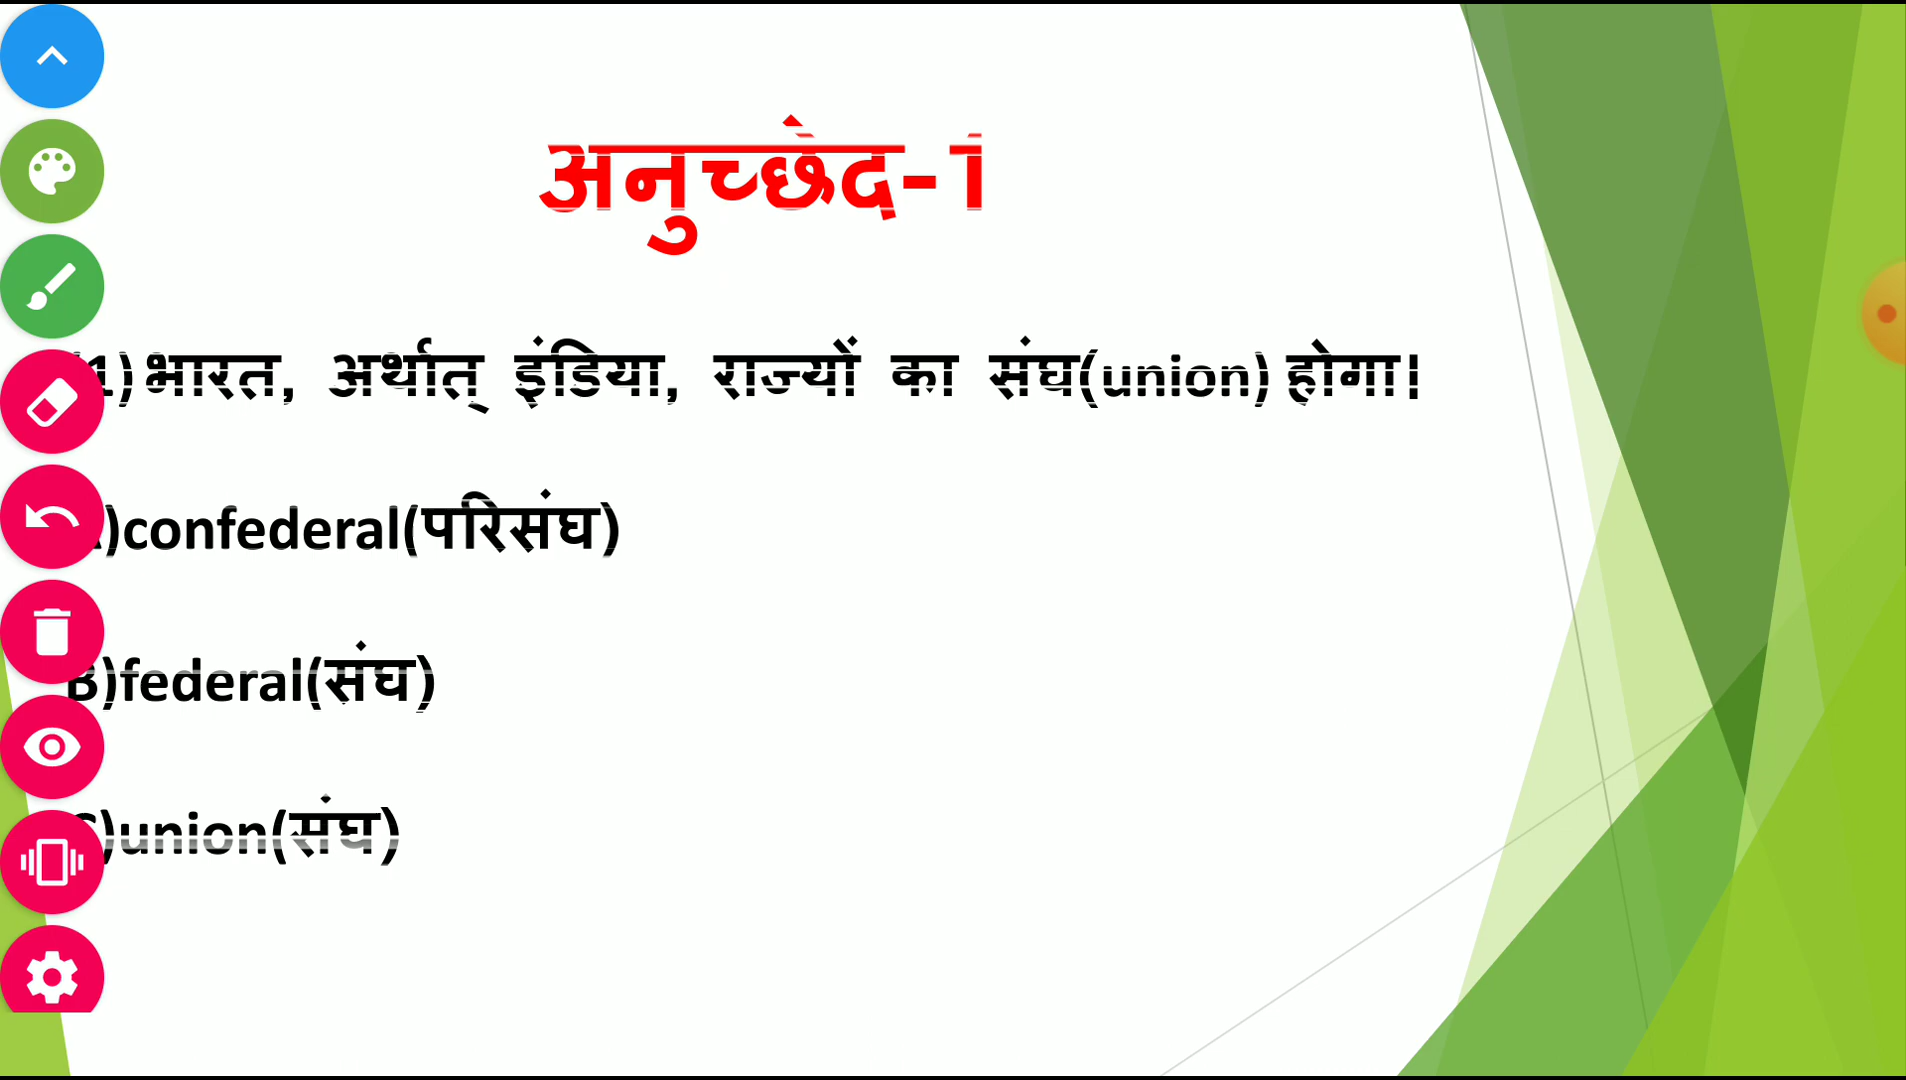 अनुच्छेद-1
1)भारत, अर्थात् इंडिया, राज्यों का संघ(union) होगा।
)confederal(परिसंघ)
B)federal(संघ)
C)union(संघ)